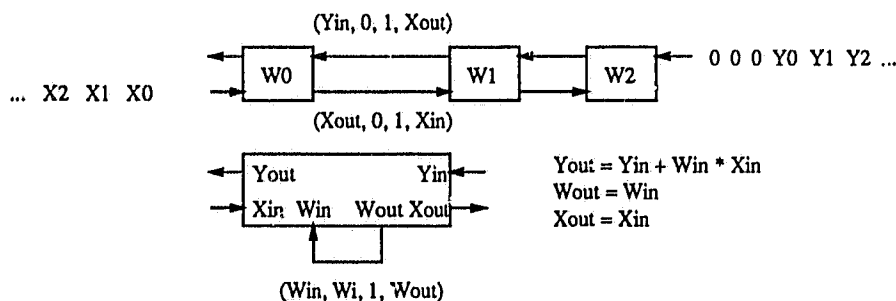 (Yin, 0, 1, Xout)
W0 W1 W2 0 0 0 Y0 Y1 Y2 ...
... X2 X1 X0
(Xout, 0, 1, Xin)
Yout Yin
Xin Win Wout Xout
Yout = Yin + Win * Xin
Wout = Win
Xout = Xin
(Win, Wi, 1, Wout)